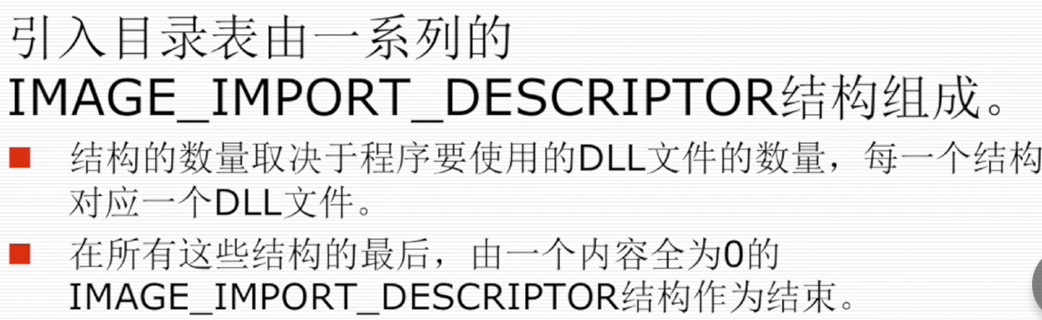 引入目录表由一系列的
IMAGE_IMPORT_DESCRIPTOR结构组成。
结构的数量取决于程序要使用的DLL文件的数量，每一个结构
对应一个DLL文件。
在所有这些结构的最后，由一个内容全为0的
IMAGE_IMPORT_DESCRIPTOR结构作为结束。